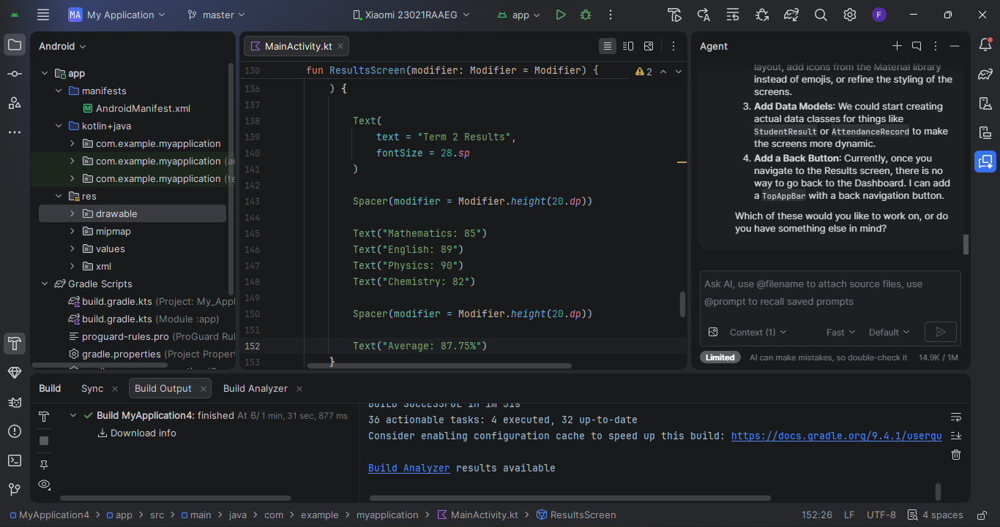 MA My Application
master
Xiaomi 23021RAAEG
app
F
Android
app
manifests
AndroidManifest.xml
kotlin+java
com.example.myapplication
com.example.myapplication (ar
com.example.myapplication (te
res
drawable
mipmap
values
xml
Gradle Scripts
build.gradle.kts (Project: My_Appl
build.gradle.kts (Module :app)
proguard-rules.pro (ProGuard Rul
gradle.properties (Project Propert
MainActivity.kt
130 fun ResultsScreen(modifier: Modifier = Modifier) {
2
136 ) {
137
138 Text(
139 text = "Term 2 Results",
140 fontSize = 28.sp
141 )
142
143 Spacer(modifier = Modifier.height(20.dp))
144
145 Text("Mathematics: 85")
146 Text("English: 89")
147 Text("Physics: 90")
148 Text("Chemistry: 82")
149
150 Spacer(modifier = Modifier.height(20.dp))
151
152 Text("Average: 87.75%")
153 }
Agent
layout, add icons from the Material library
instead of emojis, or refine the styling of the
screens.
3. Add Data Models: We could start creating
actual data classes for things like
StudentResult or AttendanceRecord to make
the screens more dynamic.
4. Add a Back Button: Currently, once you
navigate to the Results screen, there is no
way to go back to the Dashboard. I can add
a TopAppBar with a back navigation button.
Which of these would you like to work on, or do
you have something else in mind?
Ask AI, use @filename to attach source files, use
@prompt to recall saved prompts
Context (1)
Fast
Default
Limited
AI can make mistakes, so double-check it
14.9K / 1M
Build
Sync
Build Output
Build Analyzer
Build MyApplication4: finished At 6/ 1 min, 31 sec, 877 ms
Download info
BUILD SUCCESSFUL in 1m 31s
36 actionable tasks: 4 executed, 32 up-to-date
Consider enabling configuration cache to speed up this build: https://docs.gradle.org/9.4.1/usergu
Build Analyzer results available
MyApplication4 > app > src > main > java > com > example > myapplication > MainActivity.kt > ResultsScreen
152:26 LF UTF-8 4 spaces